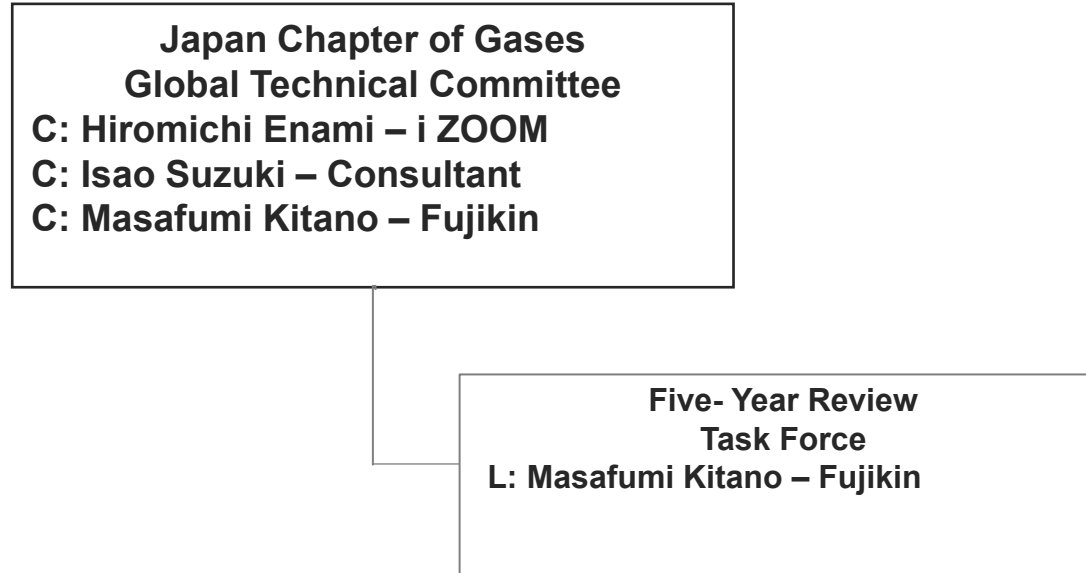 Japan Chapter of Gases
Global Technical Committee
C: Hiromichi Enami – i ZOOM
C: Isao Suzuki – Consultant
C: Masafumi Kitano – Fujikin
Five- Year Review
Task Force
L: Masafumi Kitano – Fujikin